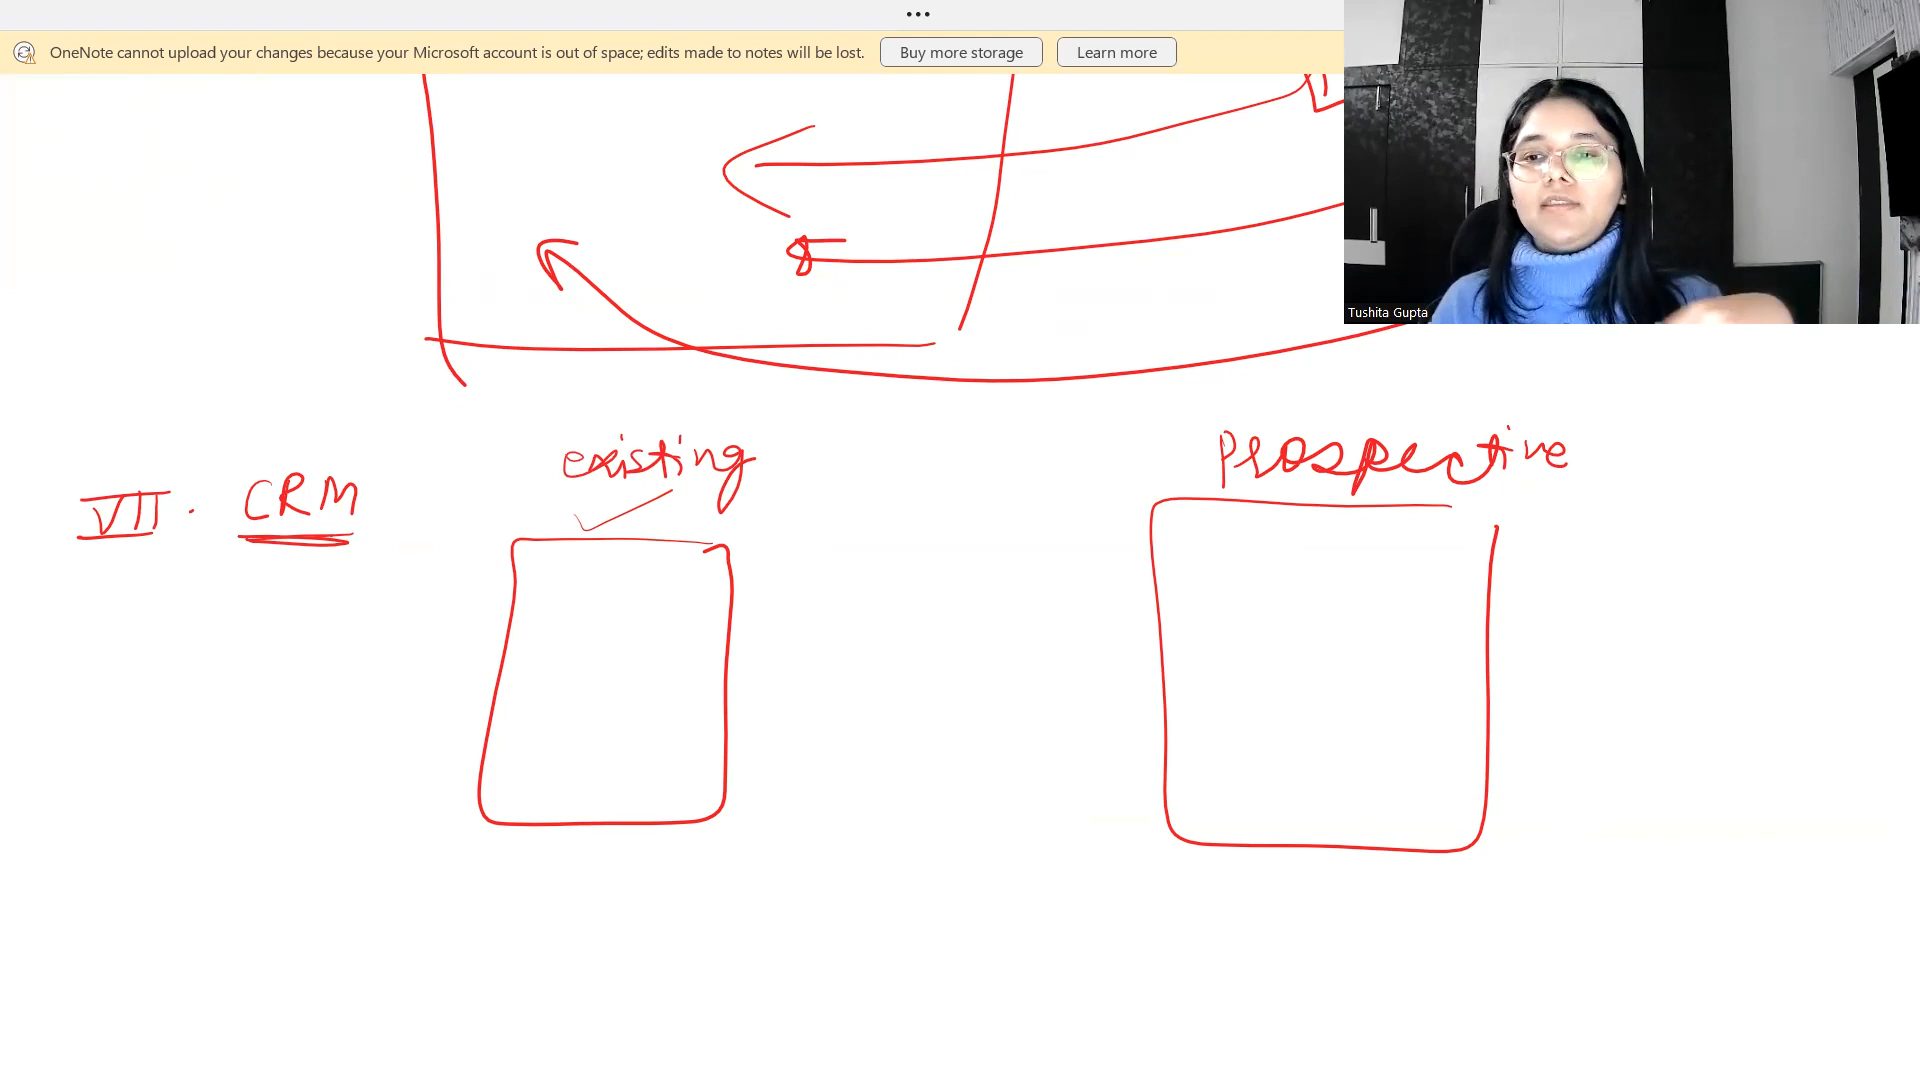 OneNote cannot upload your changes because your Microsoft account is out of space; edits made to notes will be lost. Buy more storage Learn more
Tushita Gupta
existing Prospective
VII. CRM